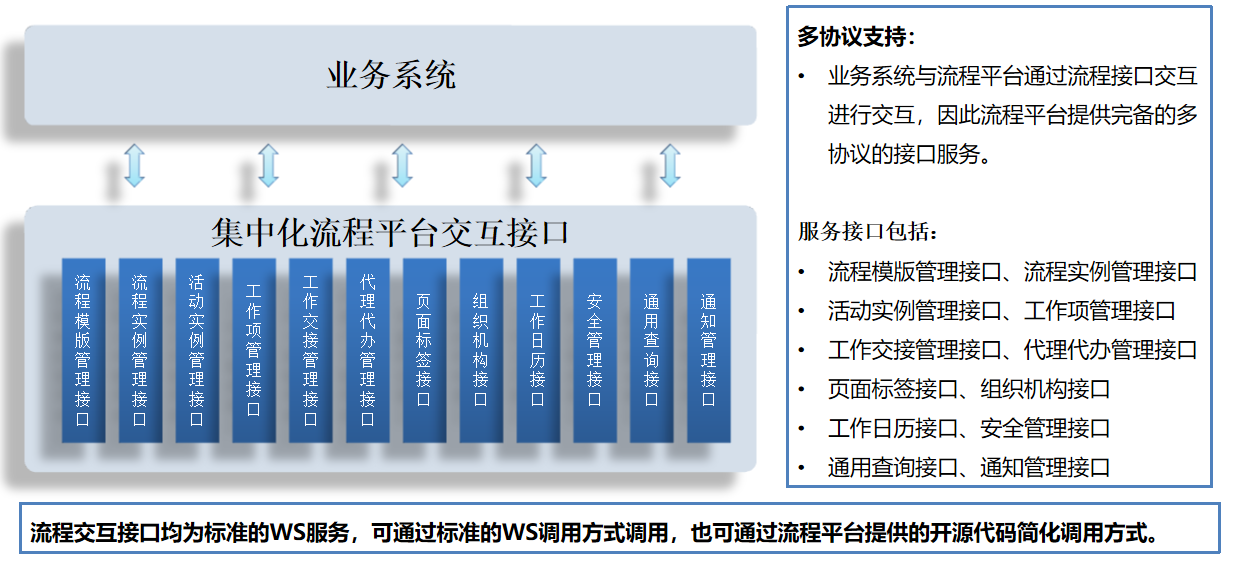 业务系统
集中化流程平台交互接口
流程模版管理接口
流程实例管理接口
活动实例管理接口
工作项管理接口
工作交接管理接口
代理代办管理接口
页面标签接口
组织机构接口
工作日历接口
安全管理接口
通用查询接口
通知管理接口
多协议支持：
• 业务系统与流程平台通过流程接口交互
进行交互，因此流程平台提供完备的多
协议的接口服务。
服务接口包括：
• 流程模版管理接口、流程实例管理接口
• 活动实例管理接口、工作项管理接口
• 工作交接管理接口、代理代办管理接口
• 页面标签接口、组织机构接口
• 工作日历接口、安全管理接口
• 通用查询接口、通知管理接口
流程交互接口均为标准的WS服务，可通过标准的WS调用方式调用，也可通过流程平台提供的开源代码简化调用方式。